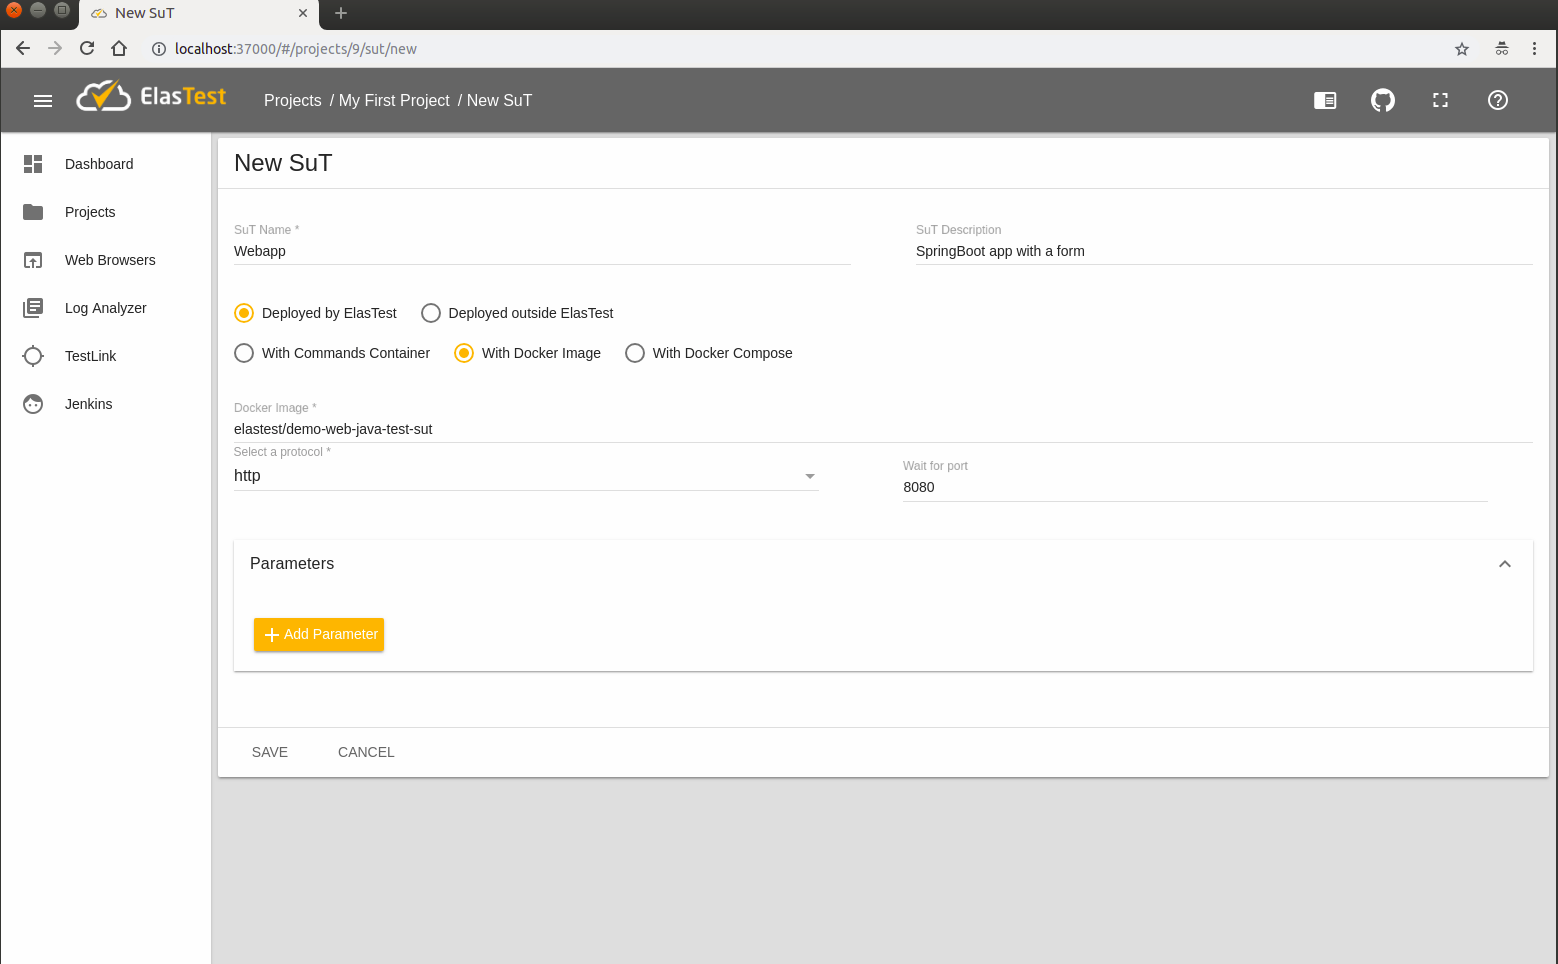 New SuT
localhost:37000/#/projects/9/sut/new
ElasTest
Projects / My First Project / New SuT
Dashboard
Projects
Web Browsers
Log Analyzer
TestLink
Jenkins
New SuT
SuT Name * SuT Description
Webapp SpringBoot app with a form
Deployed by ElasTest Deployed outside ElasTest
With Commands Container With Docker Image With Docker Compose
Docker Image *
elastest/demo-web-java-test-sut
Select a protocol * Wait for port
http 8080
Parameters
Add Parameter
SAVE CANCEL